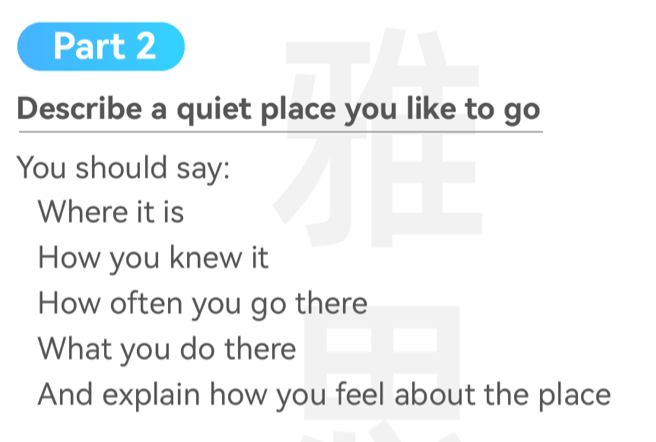 Part 2
Describe a quiet place you like to go
You should say:
Where it is
How you knew it
How often you go there
What you do there
And explain how you feel about the place
雅
思